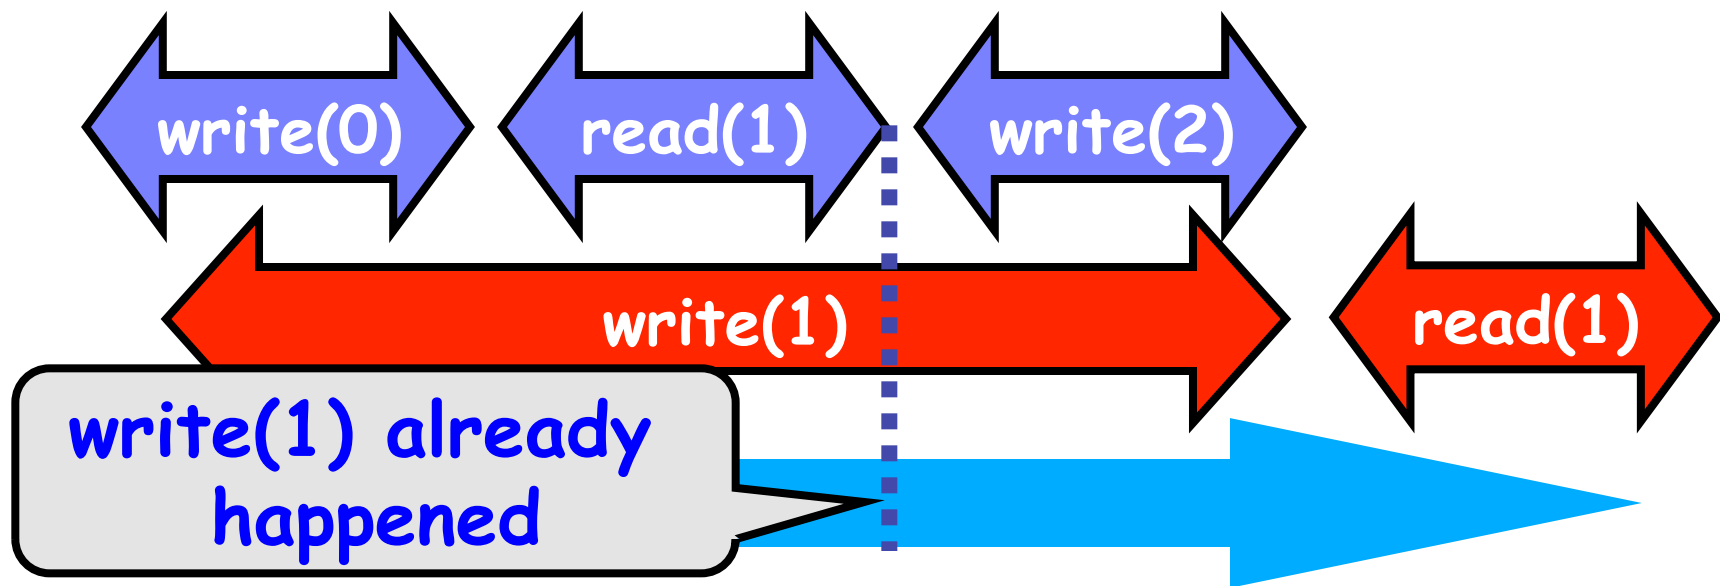 write(0) read(1) write(2)
write(1) read(1)
write(1) already
happened